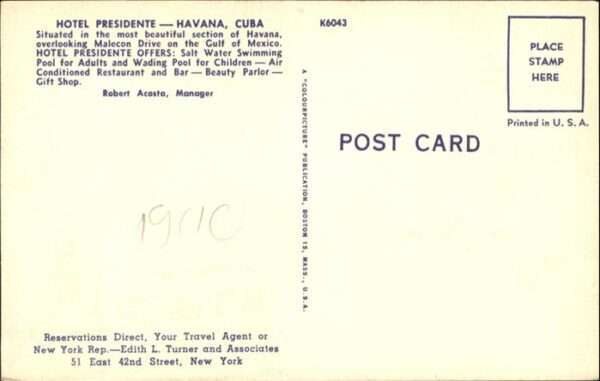 HOTEL PRESIDENTE — HAVANA, CUBA
Situated in the most beautiful section of Havana,
overlooking Malecon Drive on the Gulf of Mexico.
HOTEL PRESIDENTE OFFERS: Salt Water Swimming
Pool for Adults and Wading Pool for Children — Air
Conditioned Restaurant and Bar — Beauty Parlor —
Gift Shop.
Robert Acosta, Manager
Reservations Direct, Your Travel Agent or
New York Rep.—Edith L. Turner and Associates
51 East 42nd Street, New York
K6043
A "COLOURPICTURE" PUBLICATION, BOSTON 15, MASS., U.S.A.
PLACE
STAMP
HERE
Printed in U. S. A.
POST CARD